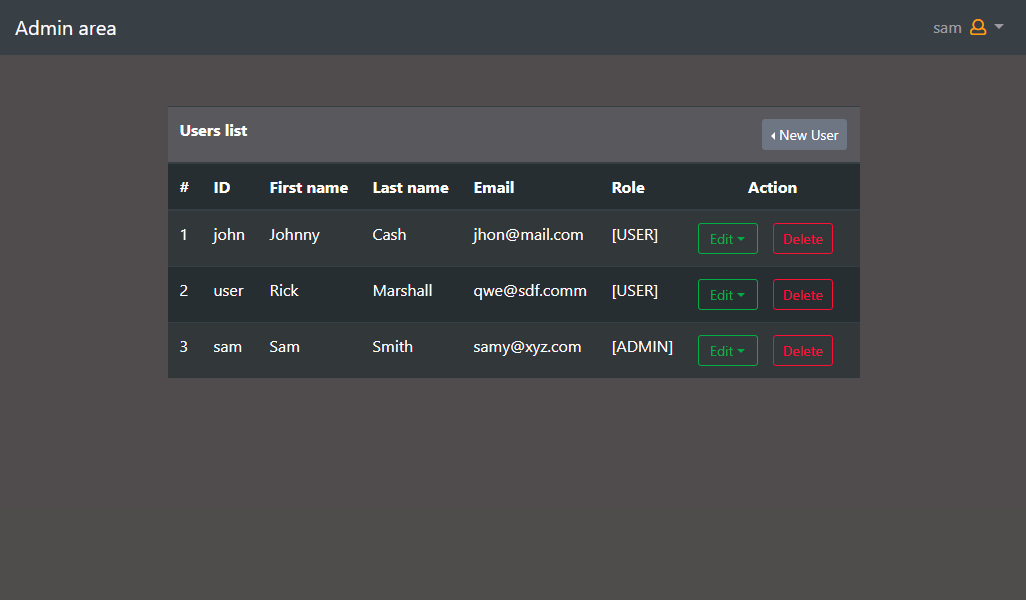 Admin area
sam
Users list
New User
# ID First name Last name Email Role Action
1 john Johnny Cash jhon@mail.com [USER] Edit Delete
2 user Rick Marshall qwe@sdf.comm [USER] Edit Delete
3 sam Sam Smith samy@xyz.com [ADMIN] Edit Delete